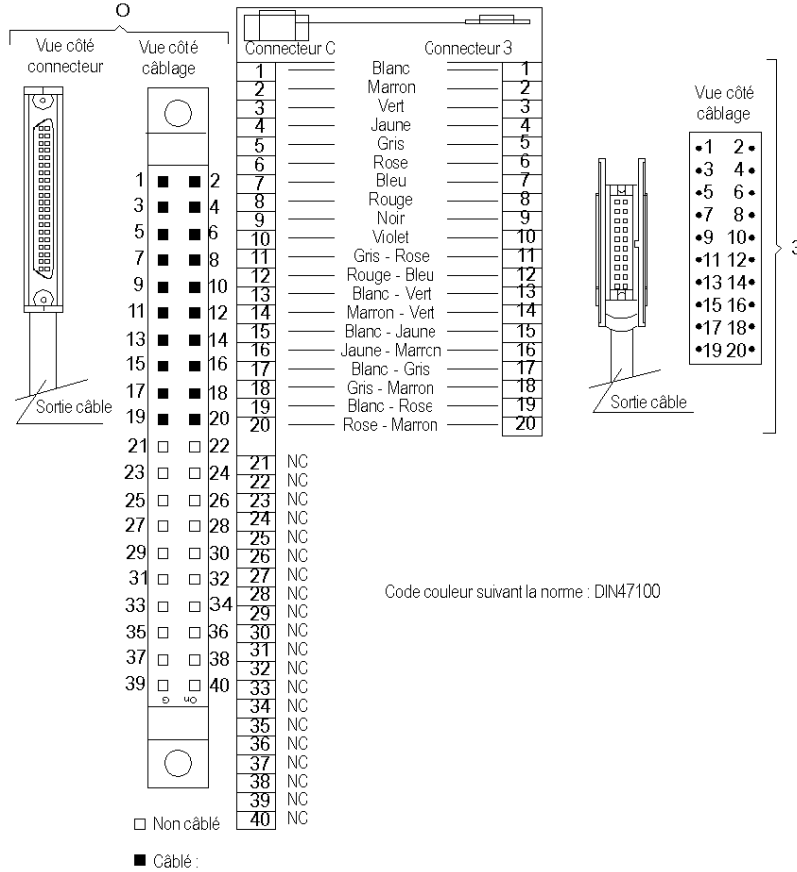 O
Vue côté
connecteur
Vue côté
câblage
Connecteur C Connecteur 3
1 Blanc 1
2 Marron 2
3 Vert 3
4 Jaune 4
5 Gris 5
6 Rose 6
7 Bleu 7
8 Rouge 8
9 Noir 9
10 Violet 10
11 Gris - Rose 11
12 Rouge - Bleu 12
13 Blanc - Vert 13
14 Marron - Vert 14
15 Blanc - Jaune 15
16 Jaune - Marron 16
17 Blanc - Gris 17
18 Gris - Marron 18
19 Blanc - Rose 19
20 Rose - Marron 20
21 NC
22 NC
23 NC
24 NC
25 NC
26 NC
27 NC
28 NC
29 NC
30 NC
31 NC
32 NC
33 NC
34 NC
35 NC
36 NC
37 NC
38 NC
39 NC
40 NC
1 2
3 4
5 6
7 8
9 10
11 12
13 14
15 16
17 18
19 20
21 22
23 24
25 26
27 28
29 30
31 32
33 34
35 36
37 38
39 40
G On
Sortie câble
Non câblé
Câblé :
Code couleur suivant la norme : DIN47100
Vue côté
câblage
1 2
3 4
5 6
7 8
9 10
11 12
13 14
15 16
17 18
19 20
3
Sortie câble